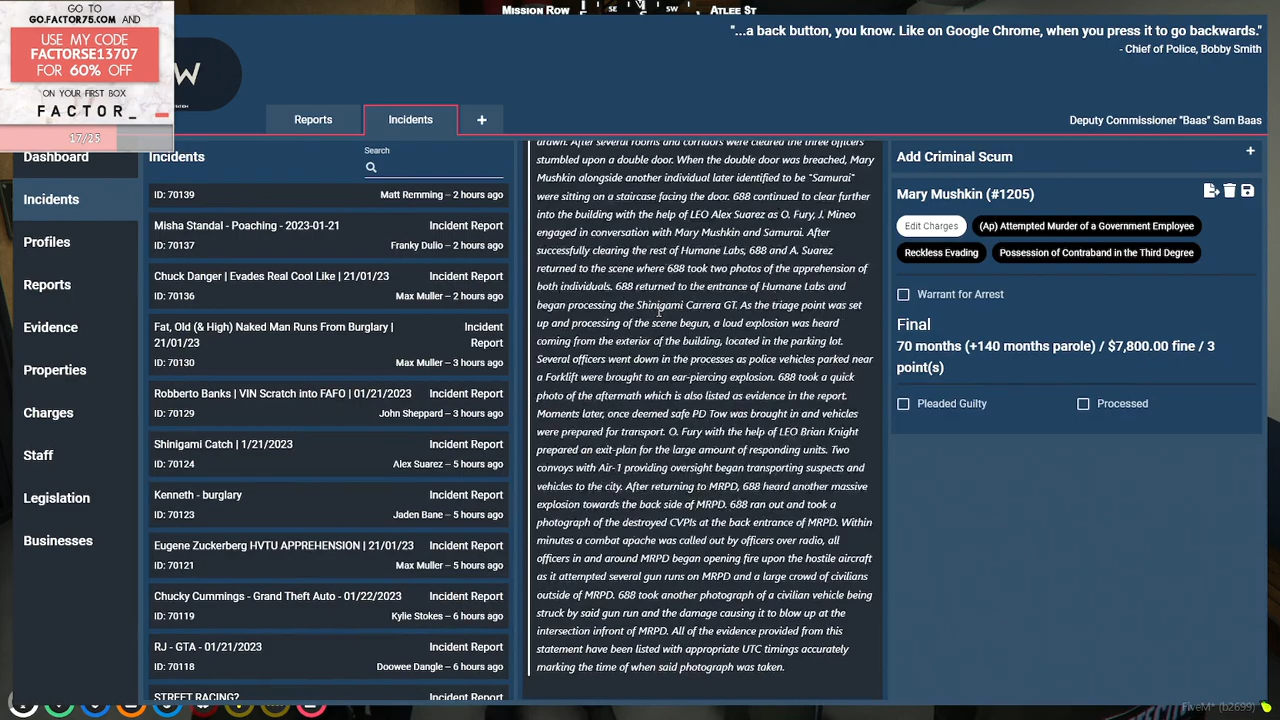 GO TO
GO.FACTOR75.COM AND
USE MY CODE
FACTORSE13707
FOR 60% OFF
ON YOUR FIRST BOX
FACTOR_
17/25
Mission Row
SE
SW
Atlee St
"...a back button, you know. Like on Google Chrome, when you press it to go backwards."
- Chief of Police, Bobby Smith
W
Reports
Incidents
+
Deputy Commissioner "Baas" Sam Baas
Dashboard
Incidents
Profiles
Reports
Evidence
Properties
Charges
Staff
Legislation
Businesses
Incidents
Search
ID: 70139
Matt Remming – 2 hours ago
Misha Standal - Poaching - 2023-01-21
Incident Report
ID: 70137
Franky Dulio – 2 hours ago
Chuck Danger | Evades Real Cool Like | 21/01/23
Incident Report
ID: 70136
Max Muller – 2 hours ago
Fat, Old (& High) Naked Man Runs From Burglary |
21/01/23
Incident
Report
ID: 70130
Max Muller – 3 hours ago
Robberto Banks | VIN Scratch into FAFO | 01/21/2023
Incident Report
ID: 70129
John Sheppard – 3 hours ago
Shinigami Catch | 1/21/2023
Incident Report
ID: 70124
Alex Suarez – 5 hours ago
Kenneth - burglary
Incident Report
ID: 70123
Jaden Bane – 5 hours ago
Eugene Zuckerberg HVTU APPREHENSION | 21/01/23
Incident Report
ID: 70121
Max Muller – 5 hours ago
Chucky Cummings - Grand Theft Auto - 01/22/2023
Incident Report
ID: 70119
Kylie Stokes – 6 hours ago
RJ - GTA - 01/21/2023
Incident Report
ID: 70118
Doowee Dangle – 6 hours ago
STREET RACING?
Incident Report
drawn. After several rooms and corridors were cleared the three officers
stumbled upon a double door. When the double door was breached, Mary
Mushkin alongside another individual later identified to be "Samurai"
were sitting on a staircase facing the door. 688 continued to clear further
into the building with the help of LEO Alex Suarez as O. Fury, J. Mineo
engaged in conversation with Mary Mushkin and Samurai. After
successfully clearing the rest of Humane Labs, 688 and A. Suarez
returned to the scene where 688 took two photos of the apprehension of
both individuals. 688 returned to the entrance of Humane Labs and
began processing the Shinigami Carrera GT. As the triage point was set
up and processing of the scene begun, a loud explosion was heard
coming from the exterior of the building, located in the parking lot.
Several officers went down in the processes as police vehicles parked near
a Forklift were brought to an ear-piercing explosion. 688 took a quick
photo of the aftermath which is also listed as evidence in the report.
Moments later, once deemed safe PD Tow was brought in and vehicles
were prepared for transport. O. Fury with the help of LEO Brian Knight
prepared an exit-plan for the large amount of responding units. Two
convoys with Air-1 providing oversight began transporting suspects and
vehicles to the city. After returning to MRPD, 688 heard another massive
explosion towards the back side of MRPD. 688 ran out and took a
photograph of the destroyed CVPIs at the back entrance of MRPD. Within
minutes a combat apache was called out by officers over radio, all
officers in and around MRPD began opening fire upon the hostile aircraft
as it attempted several gun runs on MRPD and a large crowd of civilians
outside of MRPD. 688 took another photograph of a civilian vehicle being
struck by said gun run and the damage causing it to blow up at the
intersection infront of MRPD. All of the evidence provided from this
statement have been listed with appropriate UTC timings accurately
marking the time of when said photograph was taken.
Add Criminal Scum
+
Mary Mushkin (#1205)
Edit Charges
(Ap) Attempted Murder of a Government Employee
Reckless Evading
Possession of Contraband in the Third Degree
Warrant for Arrest
Final
70 months (+140 months parole) / $7,800.00 fine / 3
point(s)
Pleaded Guilty
Processed
FiveM* (b2699)